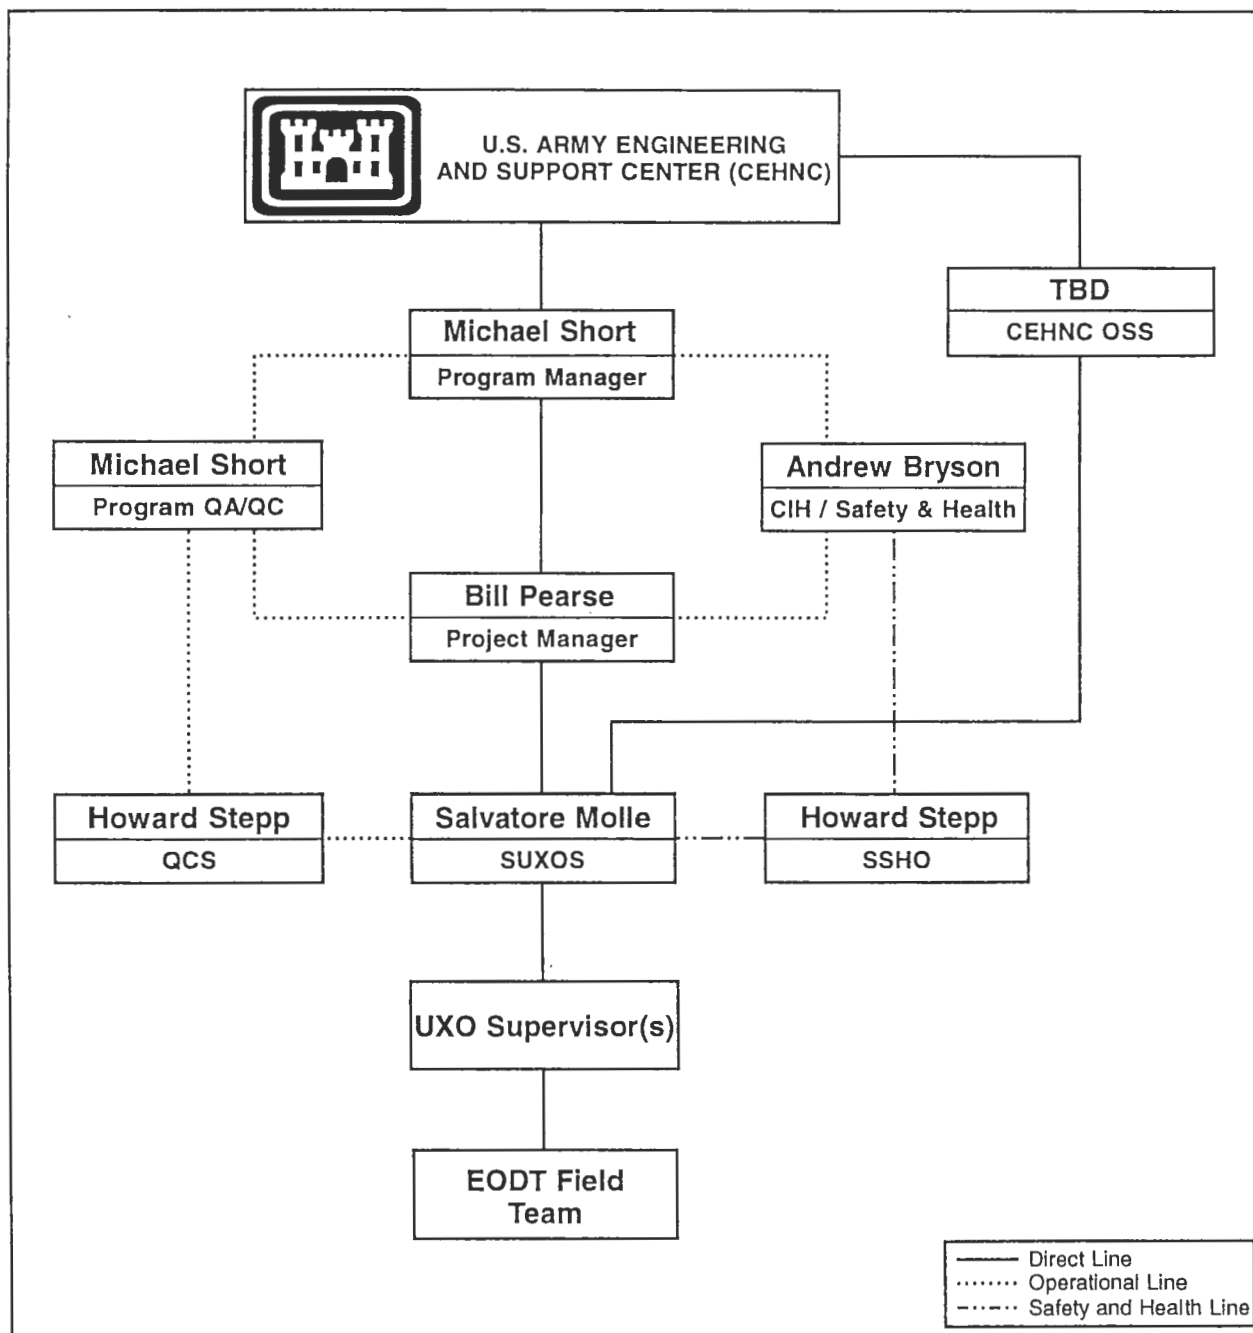 U.S. ARMY ENGINEERING
AND SUPPORT CENTER (CEHNC)
TBD
CEHNC OSS
Michael Short
Program Manager
Michael Short
Program QA/QC
Andrew Bryson
CIH / Safety & Health
Bill Pearse
Project Manager
Howard Stepp
QCS
Salvatore Molle
SUXOS
Howard Stepp
SSHO
UXO Supervisor(s)
EODT Field
Team
Direct Line
Operational Line
Safety and Health Line